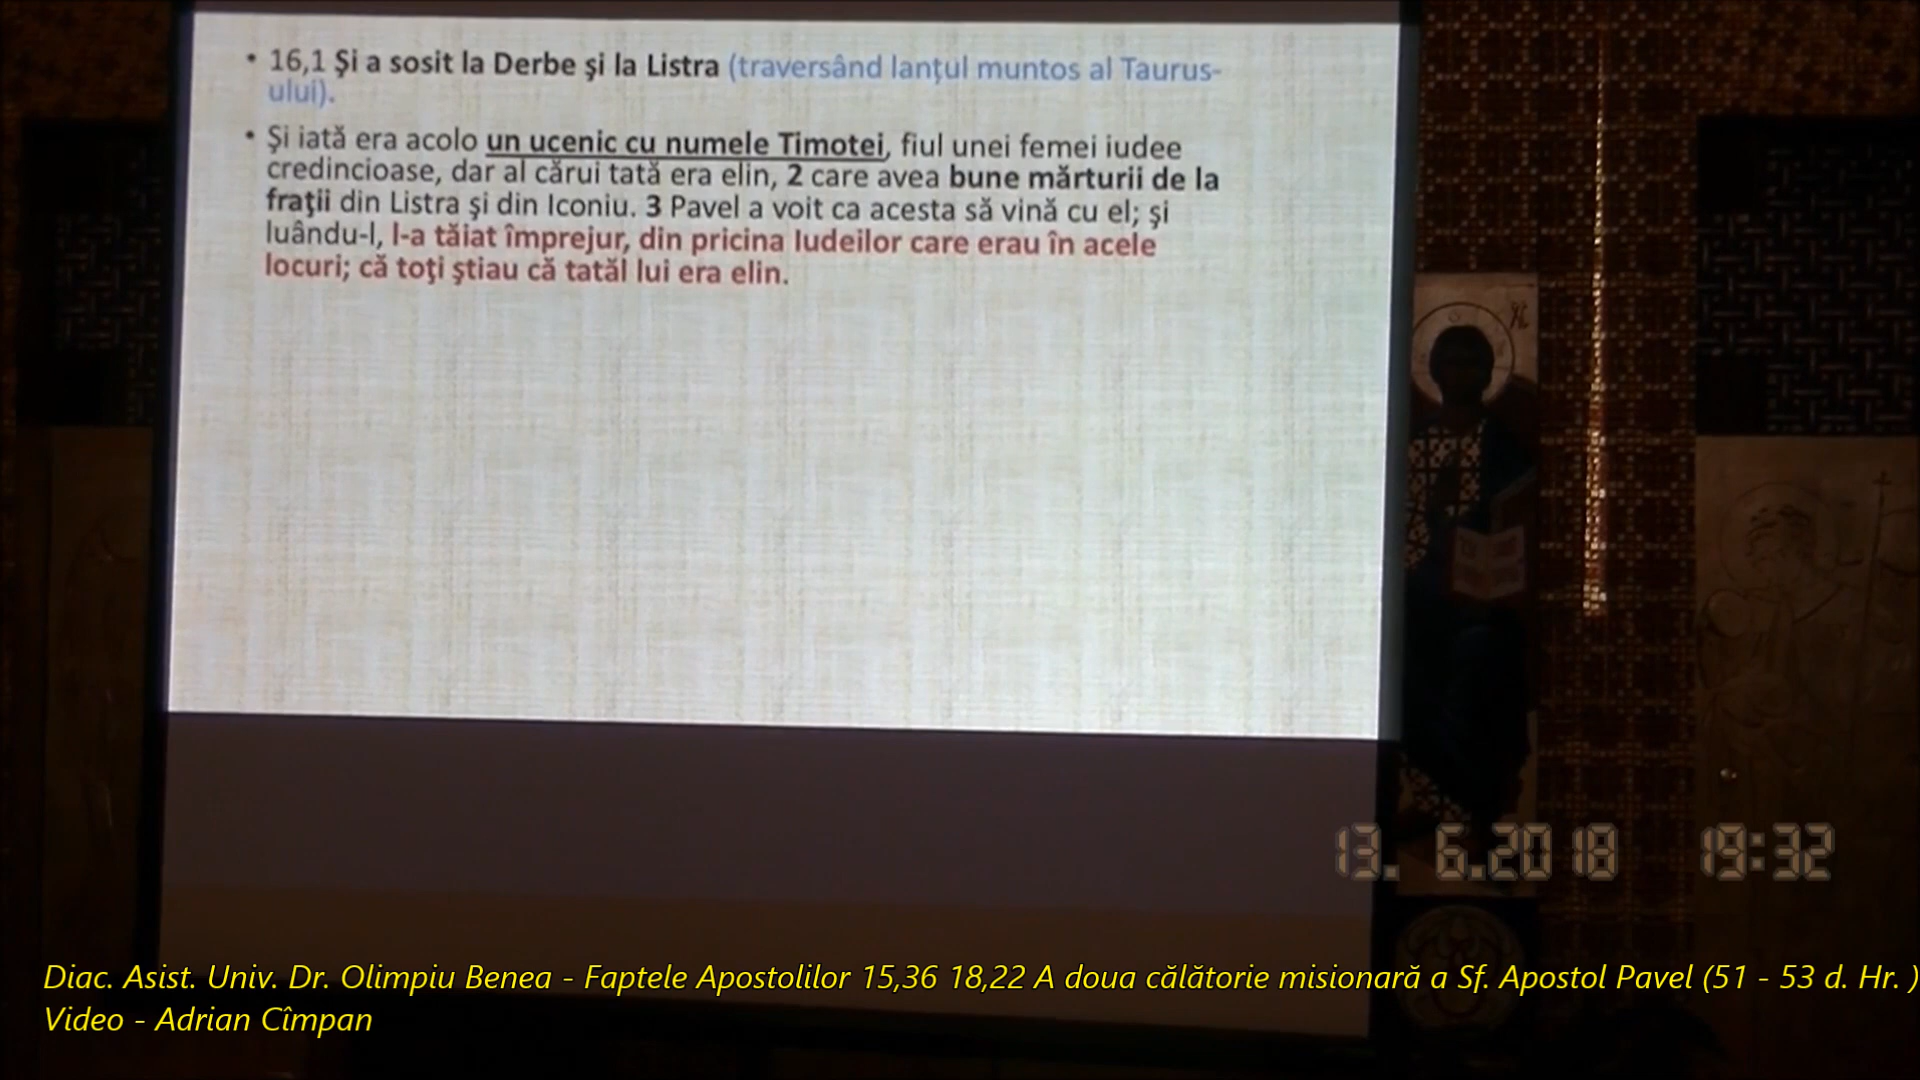 • 16,1 Şi a sosit la Derbe şi la Listra (traversând lanţul muntos al Taurus-
ului).
• Şi iată era acolo un ucenic cu numele Timotei, fiul unei femei iudee
credincioase, dar al cărui tată era elin, 2 care avea bune mărturii de la
fraţii din Listra şi din Iconiu. 3 Pavel a voit ca acesta să vină cu el; şi
luându-l, l-a tăiat împrejur, din pricina Iudeilor care erau în acele
locuri; că toţi ştiau că tatăl lui era elin.
13. 6.2018 19:32
Diac. Asist. Univ. Dr. Olimpiu Benea - Faptele Apostolilor 15,36 18,22 A doua călătorie misionară a Sf. Apostol Pavel (51 - 53 d. Hr. )
Video - Adrian Cîmpan